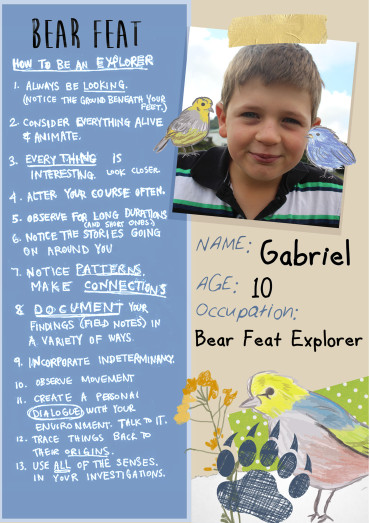 BEAR FEAT
HOW TO BE AN EXPLORER
1. ALWAYS BE LOOKING.
(NOTICE THE GROUND BENEATH YOUR
FEET.)
2. CONSIDER EVERYTHING ALIVE
& ANIMATE.
3. EVERYTHING IS
INTERESTING. LOOK CLOSER
4. ALTER YOUR COURSE OFTEN.
5. OBSERVE FOR LONG DURATIONS
(AND SHORT ONES)
6. NOTICE THE STORIES GOING
ON AROUND YOU
7. NOTICE PATTERNS.
MAKE CONNECTIONS
8. DOCUMENT YOUR
FINDINGS (FIELD NOTES) IN
A VARIETY OF WAYS.
9. INCORPORATE INDETERMINANCY.
10. OBSERVE MOVEMENT
11. CREATE A PERSONAL
DIALOGUE WITH YOUR
ENVIRONMENT. TALK TO IT.
12. TRACE THINGS BACK TO
THEIR ORIGINS.
13. USE ALL OF THE SENSES.
IN YOUR INVESTIGATIONS.
NAME: Gabriel
AGE: 10
Occupation:
Bear Feat Explorer